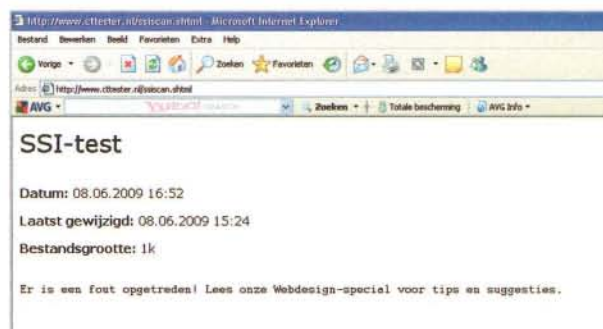 http://www.cttester.nl/ssiscan.shtml - Microsoft Internet Explorer
Bestand Bewerken Beeld Favorieten Extra Help
Vorige Zoeken Favorieten
Adres http://www.cttester.nl/ssiscan.shtml
AVG YAHOO! SEARCH Zoeken Totale bescherming AVG Info
SSI-test
Datum: 08.06.2009 16:52
Laatst gewijzigd: 08.06.2009 15:24
Bestandsgrootte: 1k
Er is een fout opgetreden! Lees onze Webdesign-special voor tips en suggesties.